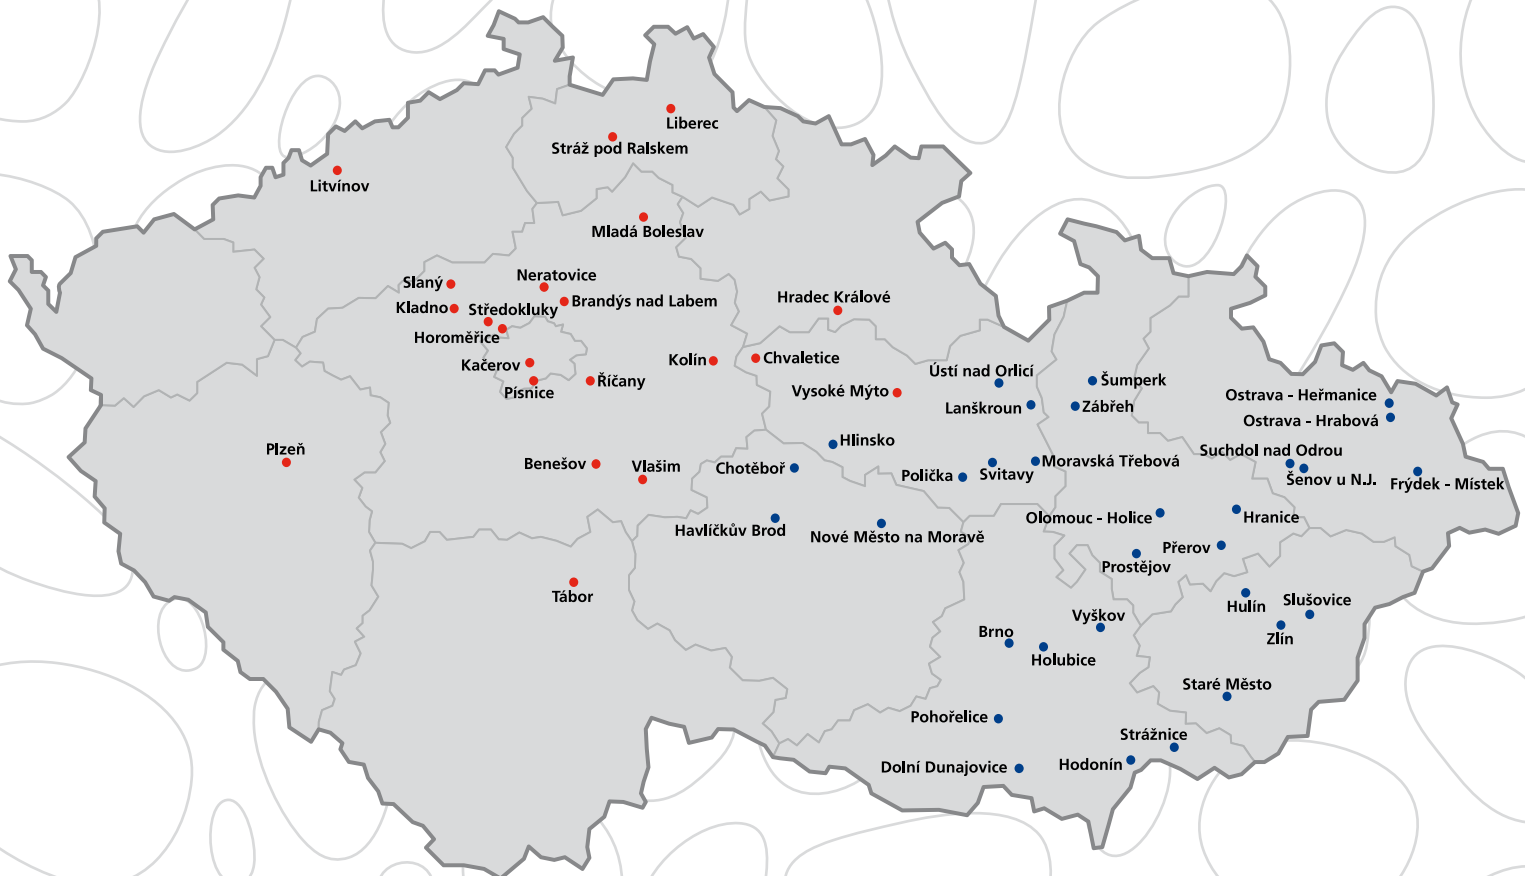 Liberec
Stráž pod Ralskem
Litvínov
Mladá Boleslav
Neratovice
Slaný
Brandýs nad Labem
Hradec Králové
Kladno
Středokluky
Horoměřice
Kačerov
Kolín
Chvaletice
Písnice
Říčany
Ústí nad Orlicí
Šumperk
Vysoké Mýto
Lanškroun
Zábřeh
Ostrava - Heřmanice
Ostrava - Hrabová
Hlinsko
Plzeň
Benešov
Vlašim
Chotěboř
Polička
Svitavy
Moravská Třebová
Suchdol nad Odrou
Šenov u N.J.
Frýdek - Místek
Havlíčkův Brod
Nové Město na Moravě
Olomouc - Holice
Hranice
Přerov
Prostějov
Tábor
Hulín
Slušovice
Vyškov
Brno
Zlín
Holubice
Staré Město
Pohořelice
Strážnice
Dolní Dunajovice
Hodonín